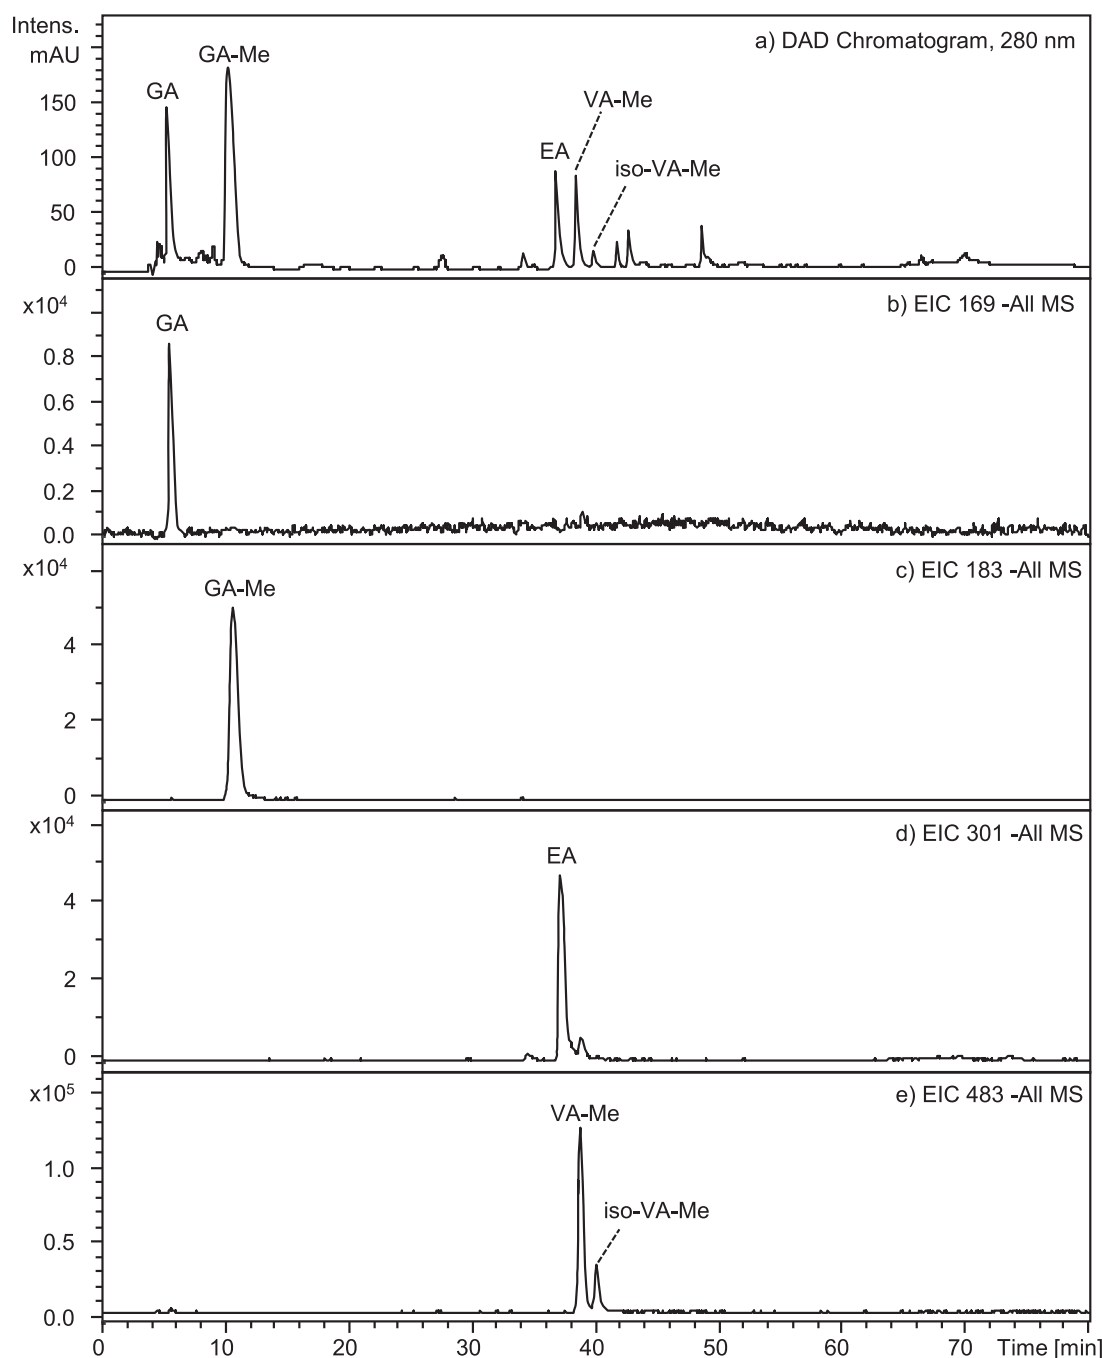 Intens.
mAU
a) DAD Chromatogram, 280 nm
GA
GA-Me
VA-Me
EA
iso-VA-Me
150
100
50
0
x10⁴
b) EIC 169 -All MS
GA
0.8
0.6
0.4
0.2
0.0
x10⁴
c) EIC 183 -All MS
GA-Me
4
2
0
x10⁴
d) EIC 301 -All MS
EA
4
2
0
x10⁵
e) EIC 483 -All MS
VA-Me
iso-VA-Me
1.0
0.5
0.0
0 10 20 30 40 50 60 70 Time [min]